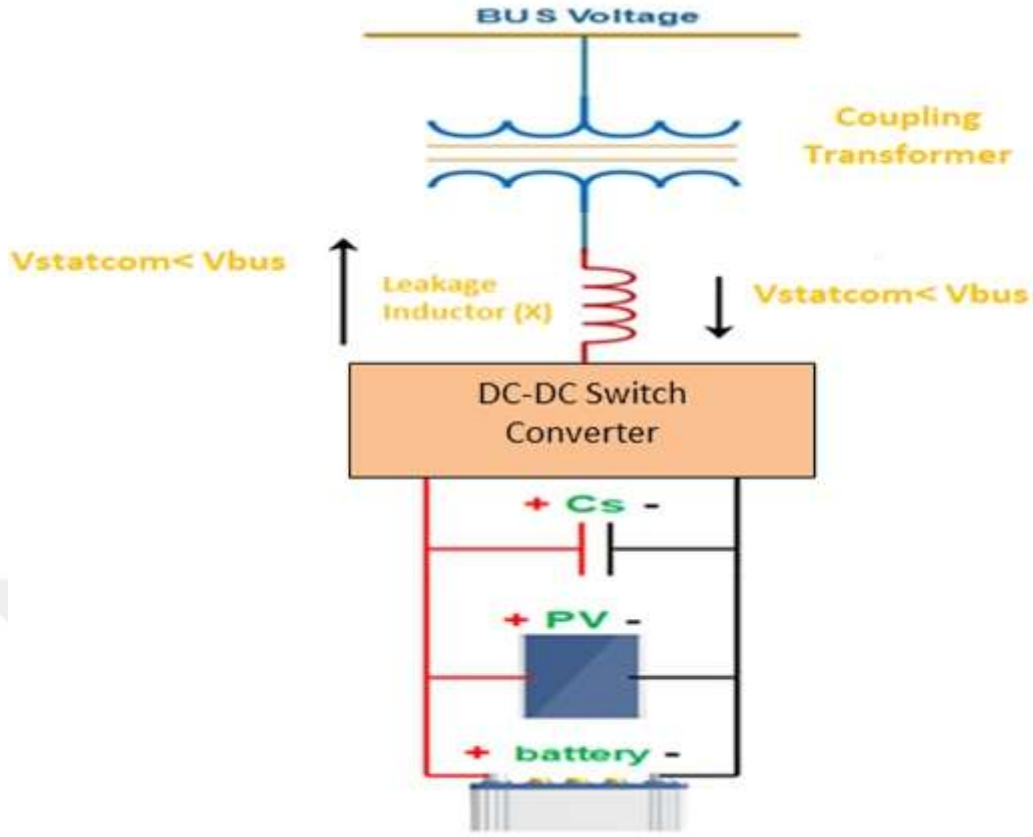 BUS Voltage
Coupling
Transformer
Vstatcom< Vbus
Leakage
Inductor (X)
Vstatcom< Vbus
DC-DC Switch
Converter
+ Cs -
+ PV -
+ battery -